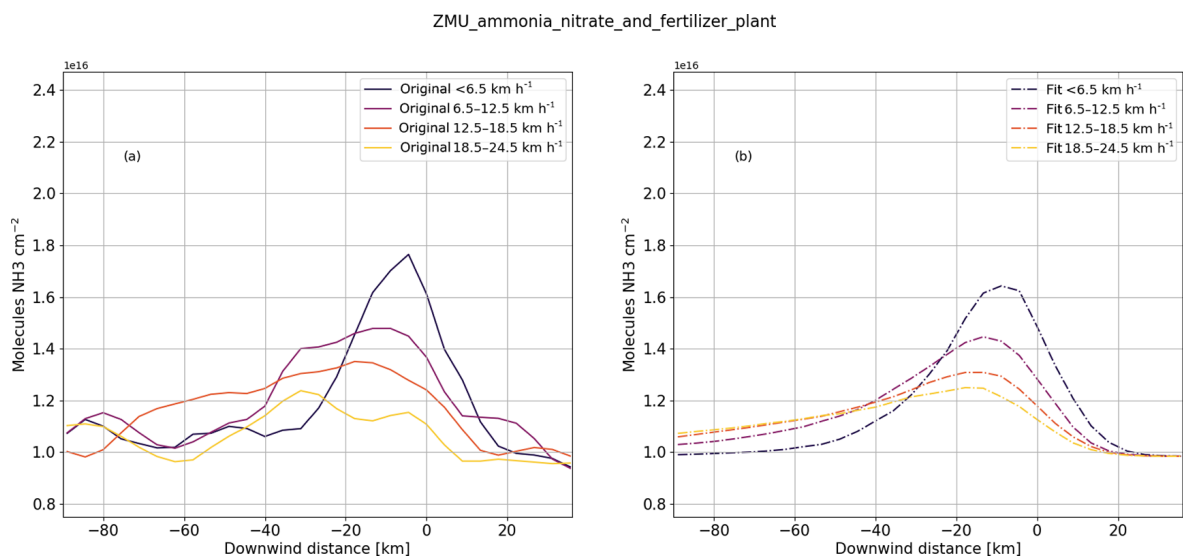 ZMU_ammonia_nitrate_and_fertilizer_plant
1e16
2.4
2.2
2.0
1.8
1.6
1.4
1.2
1.0
0.8
Molecules NH3 cm⁻²
(a)
Original <6.5 km h⁻¹
Original 6.5–12.5 km h⁻¹
Original 12.5–18.5 km h⁻¹
Original 18.5–24.5 km h⁻¹
−80 −60 −40 −20 0 20
Downwind distance [km]
1e16
2.4
2.2
2.0
1.8
1.6
1.4
1.2
1.0
0.8
Molecules NH3 cm⁻²
(b)
Fit <6.5 km h⁻¹
Fit 6.5–12.5 km h⁻¹
Fit 12.5–18.5 km h⁻¹
Fit 18.5–24.5 km h⁻¹
−80 −60 −40 −20 0 20
Downwind distance [km]